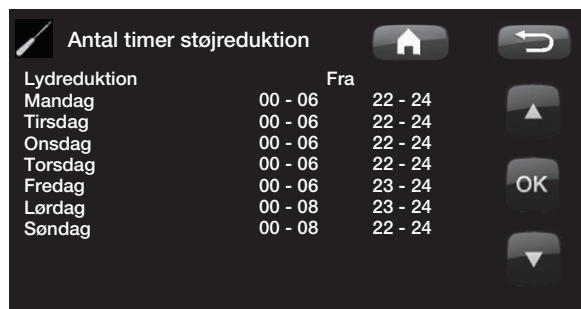 Antal timer støjreduktion
Lydreduktion Fra
Mandag 00 - 06 22 - 24
Tirsdag 00 - 06 22 - 24
Onsdag 00 - 06 22 - 24
Torsdag 00 - 06 22 - 24
Fredag 00 - 06 23 - 24
Lørdag 00 - 08 23 - 24
Søndag 00 - 08 22 - 24
OK